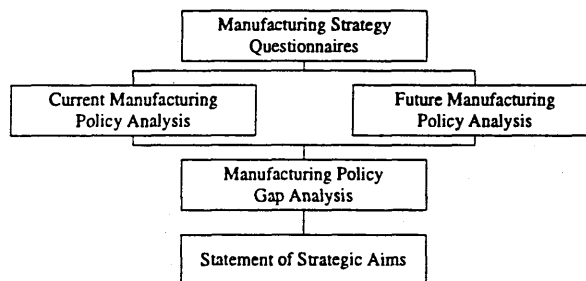 Manufacturing Strategy
Questionnaires
Current Manufacturing
Policy Analysis
Future Manufacturing
Policy Analysis
Manufacturing Policy
Gap Analysis
Statement of Strategic Aims